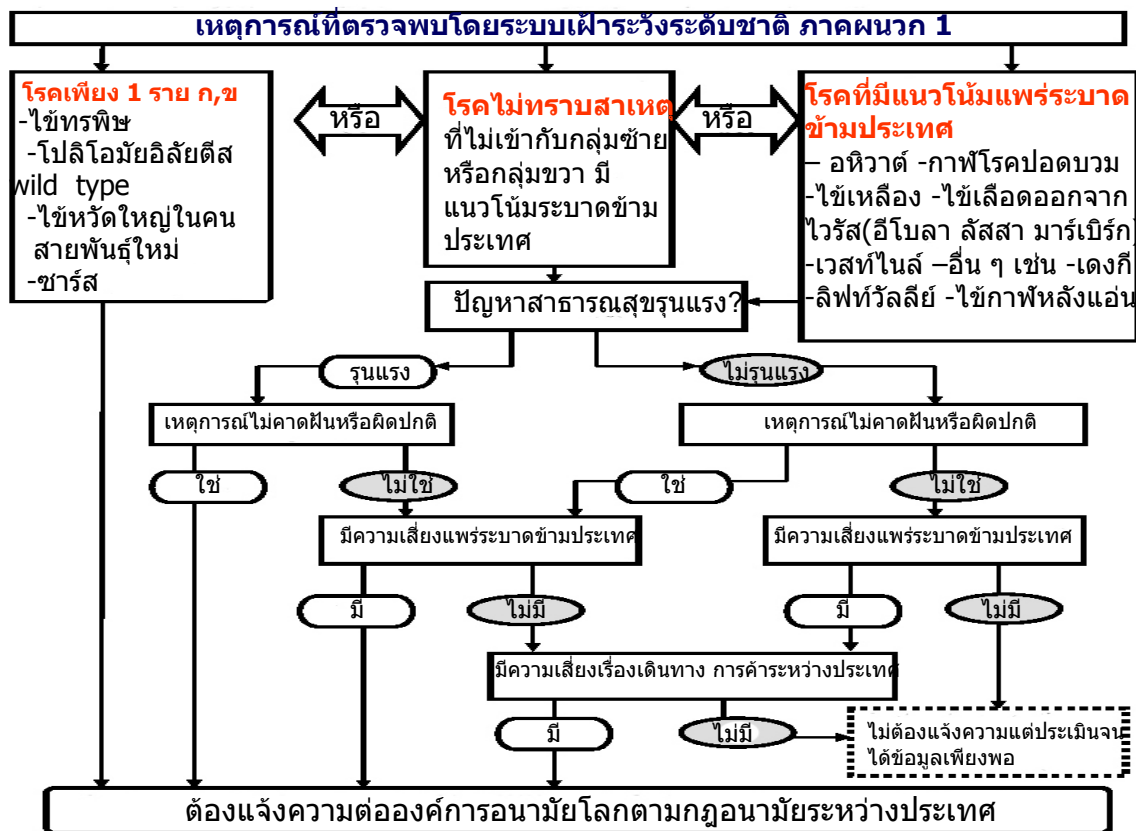 เหตุการณ์ที่ตรวจพบโดยระบบเฝ้าระวังระดับชาติ ภาคผนวก 1
โรคเพียง 1 ราย ก,ข
-ไข้ทรพิษ
-โปลิโอมัยอิลัยตีส
wild type
-ไข้หวัดใหญ่ในคน
สายพันธุ์ใหม่
-ซาร์ส
หรือ
โรคไม่ทราบสาเหตุ
ที่ไม่เข้ากับกลุ่มซ้าย
หรือกลุ่มขวา มี
แนวโน้มระบาดข้าม
ประเทศ
หรือ
โรคที่มีแนวโน้มแพร่ระบาด
ข้ามประเทศ
– อหิวาต์ -กาฬโรคปอดบวม
-ไข้เหลือง -ไข้เลือดออกจาก
ไวรัส(อีโบลา ลัสสา มาร์เบิร์ก)
-เวสท์ไนล์ –อื่น ๆ เช่น -เดงกี
-ลิฟท์วัลลีย์ -ไข้กาฬหลังแอ่น
ปัญหาสาธารณสุขรุนแรง?
รุนแรง
ไม่รุนแรง
เหตุการณ์ไม่คาดฝันหรือผิดปกติ
เหตุการณ์ไม่คาดฝันหรือผิดปกติ
ใช่
ไม่ใช่
ใช่
ไม่ใช่
มีความเสี่ยงแพร่ระบาดข้ามประเทศ
มีความเสี่ยงแพร่ระบาดข้ามประเทศ
มี
ไม่มี
มี
ไม่มี
มีความเสี่ยงเรื่องเดินทาง การค้าระหว่างประเทศ
มี
ไม่มี
ไม่ต้องแจ้งความแต่ประเมินจน
ได้ข้อมูลเพียงพอ
ต้องแจ้งความต่อองค์การอนามัยโลกตามกฎอนามัยระหว่างประเทศ